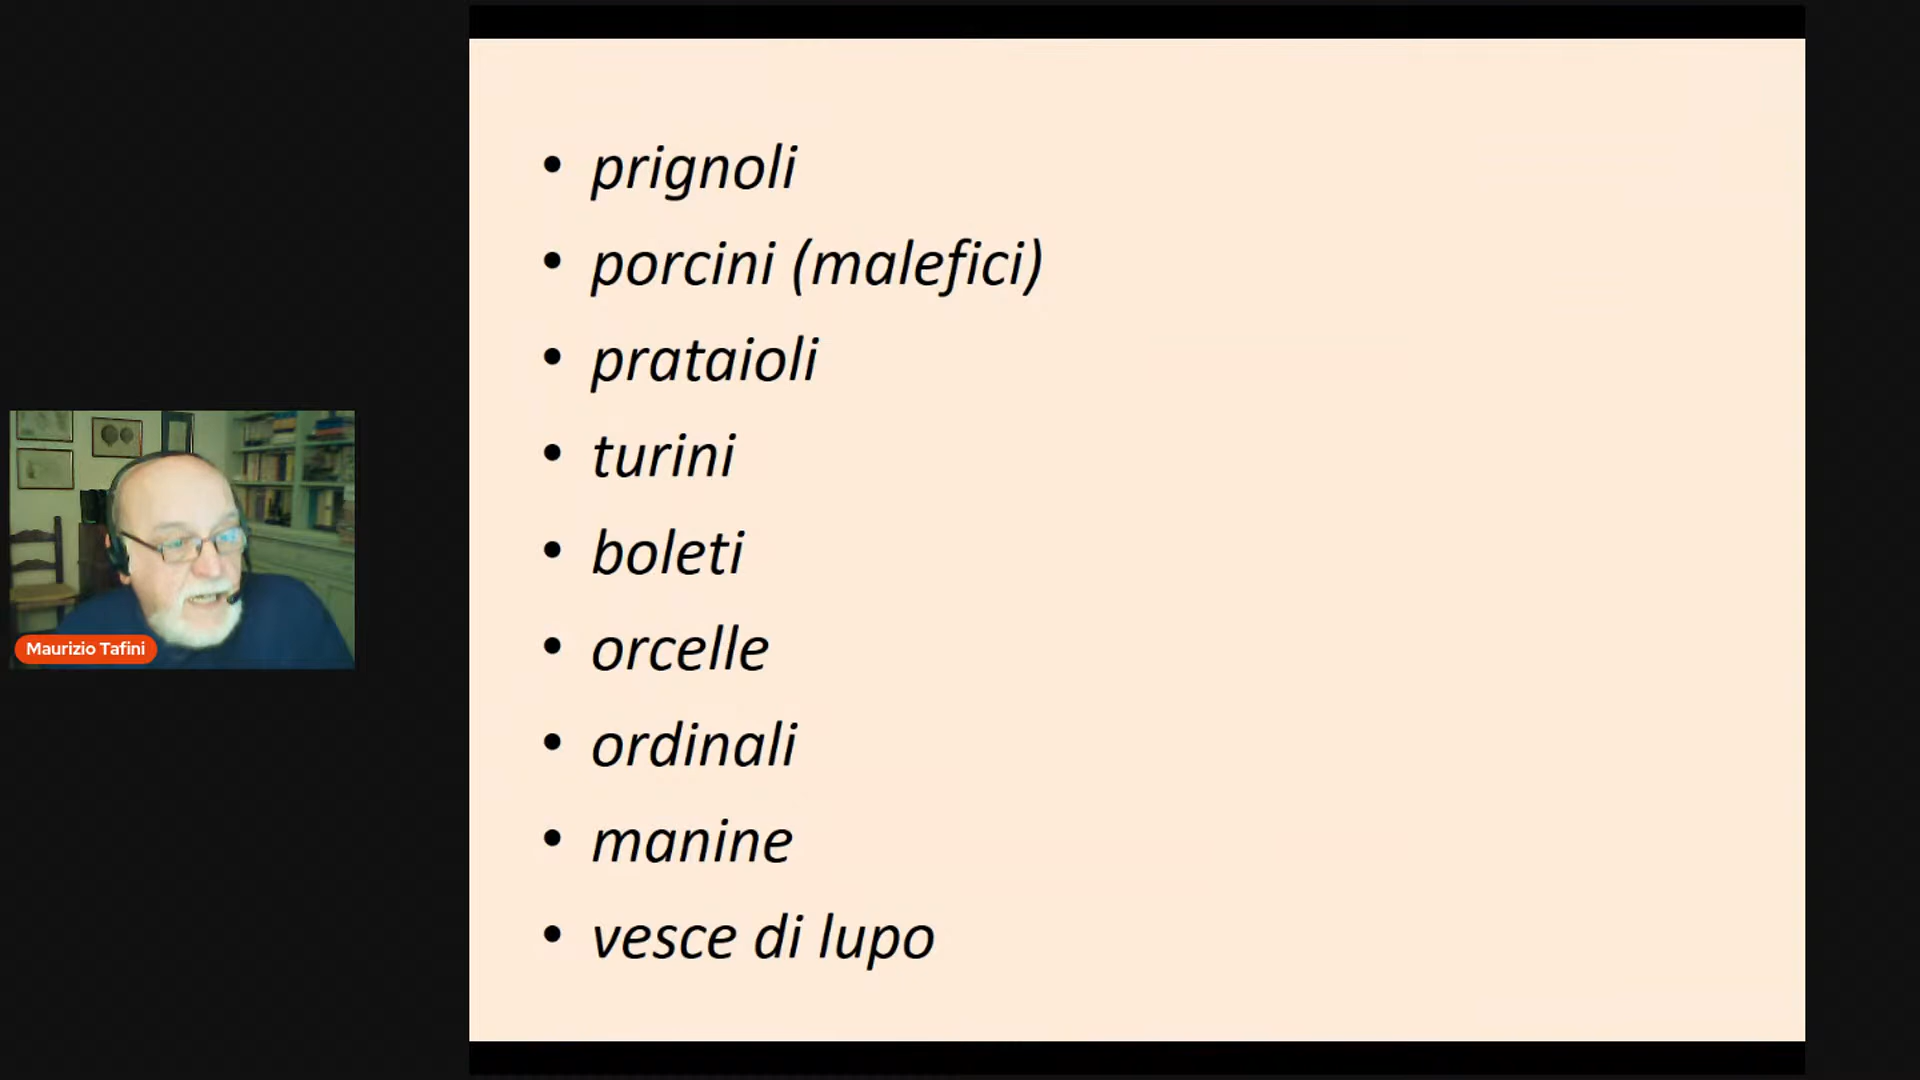 • prignoli
• porcini (malefici)
• prataioli
• turini
• boleti
• orcelle
• ordinali
• manine
• vesce di lupo
Maurizio Tafini